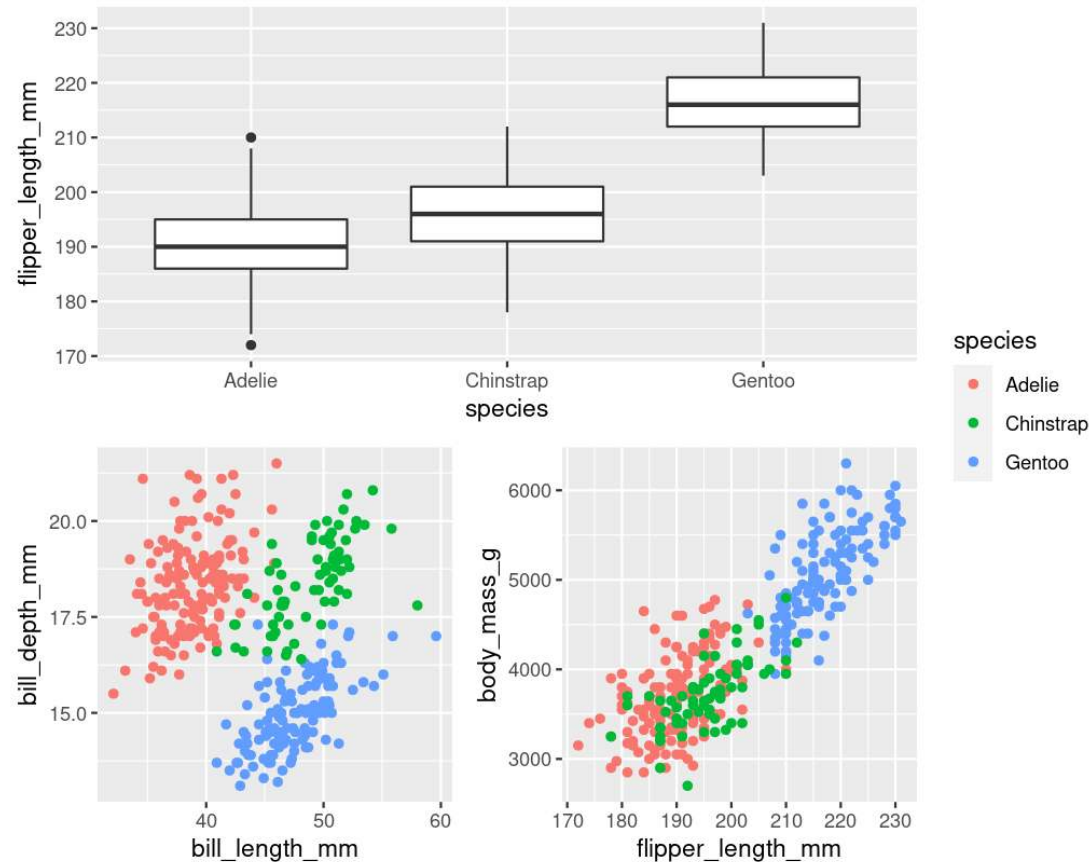 flipper_length_mm
230
220
210
200
190
180
170
Adelie Chinstrap Gentoo
species
species
Adelie
Chinstrap
Gentoo
bill_depth_mm
20.0
17.5
15.0
40 50 60
bill_length_mm
body_mass_g
6000
5000
4000
3000
170 180 190 200 210 220 230
flipper_length_mm